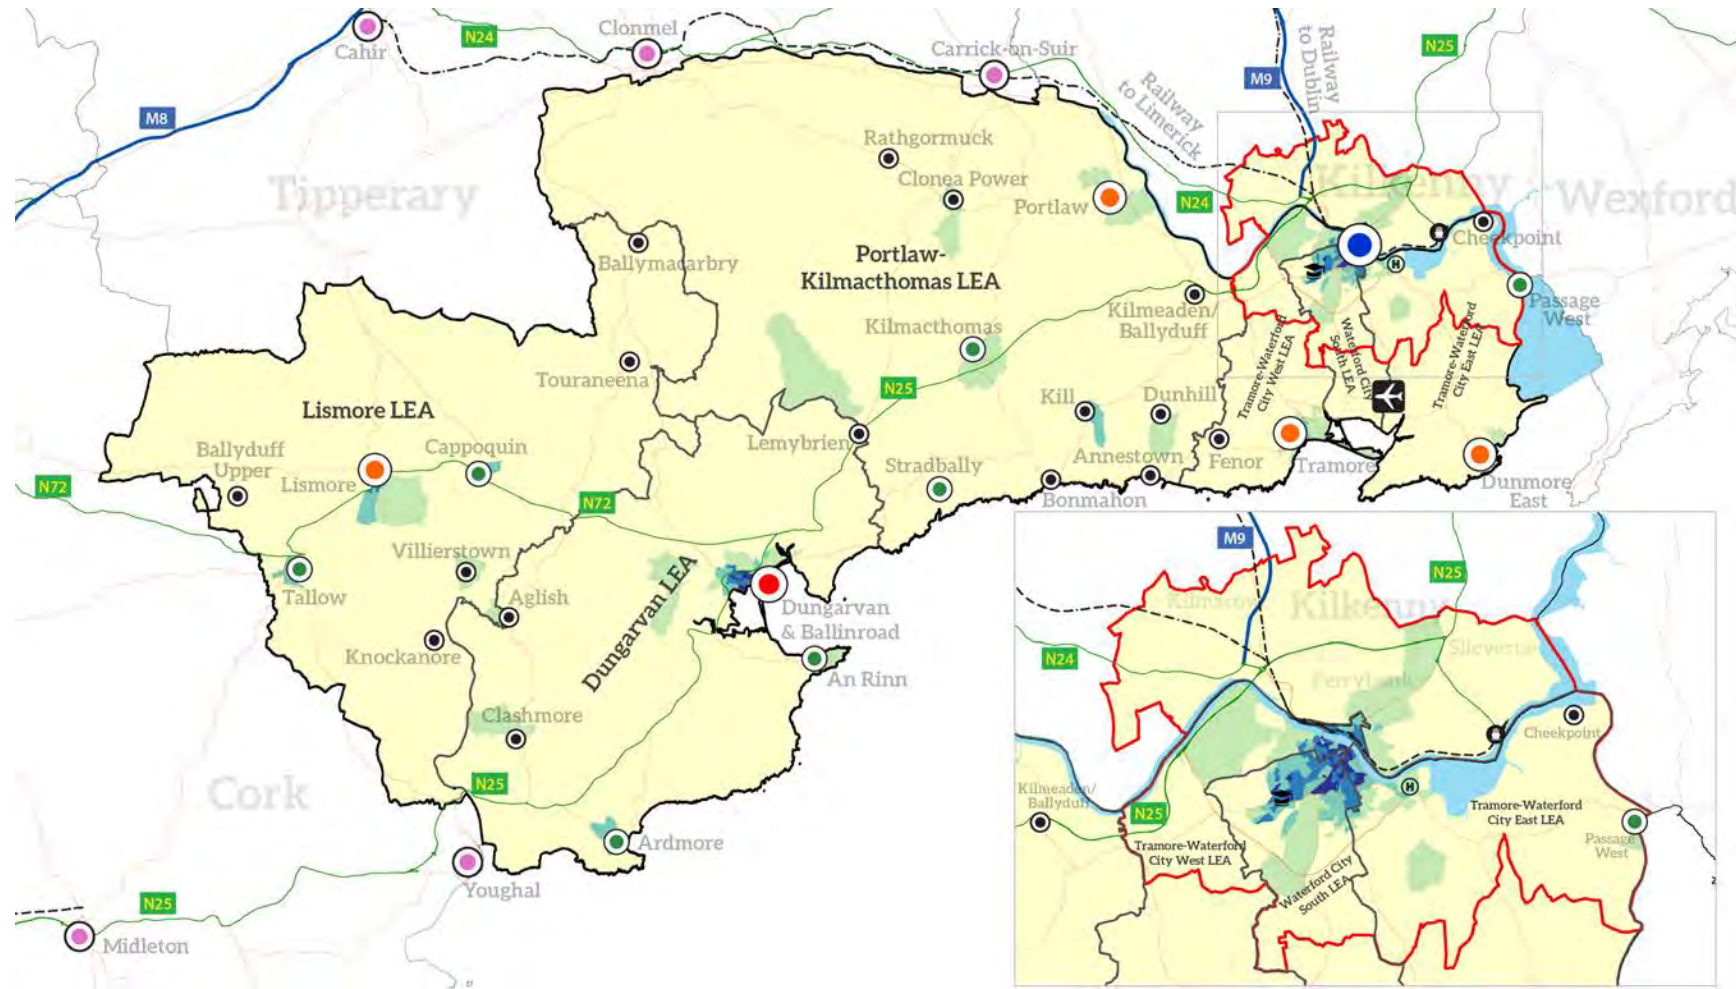 Cahir
N24
Clonmel
Carrick-on-Suir
N25
M9
Railway
to Dublin
Railway
to Limerick
M8
Tipperary
Rathgormuck
Clonea Power
Portlaw
N24
Kilkenny
Wexford
Cheekpoint
H
Ballymacarbry
Portlaw-
Kilmacthomas LEA
Kilmeaden/
Ballyduff
Passage
West
Kilmacthomas
Touraneena
N25
Tramore-Waterford
City West LEA
Waterford City
South LEA
Tramore-Waterford
City East LEA
Lismore LEA
Kill
Dunhill
Ballyduff
Upper
Cappoquin
Lismore
Lemybrien
Stradbally
Annestown
Fenor
Tramore
Bonmahon
Dunmore
East
N72
N72
Villierstown
Tallow
Aglish
Dungarvan LEA
Dungarvan
& Ballinroad
Knockanore
An Rinn
Clashmore
N25
Cork
Ardmore
Youghal
N25
Midleton
M9
N25
Kilmacow
Kilkenny
Slieverue
N24
Ferrybank
Cheekpoint
Kilmeaden/
Ballyduff
N25
H
Tramore-Waterford
City East LEA
Tramore-Waterford
City West LEA
Passage
West
Waterford City
South LEA
2